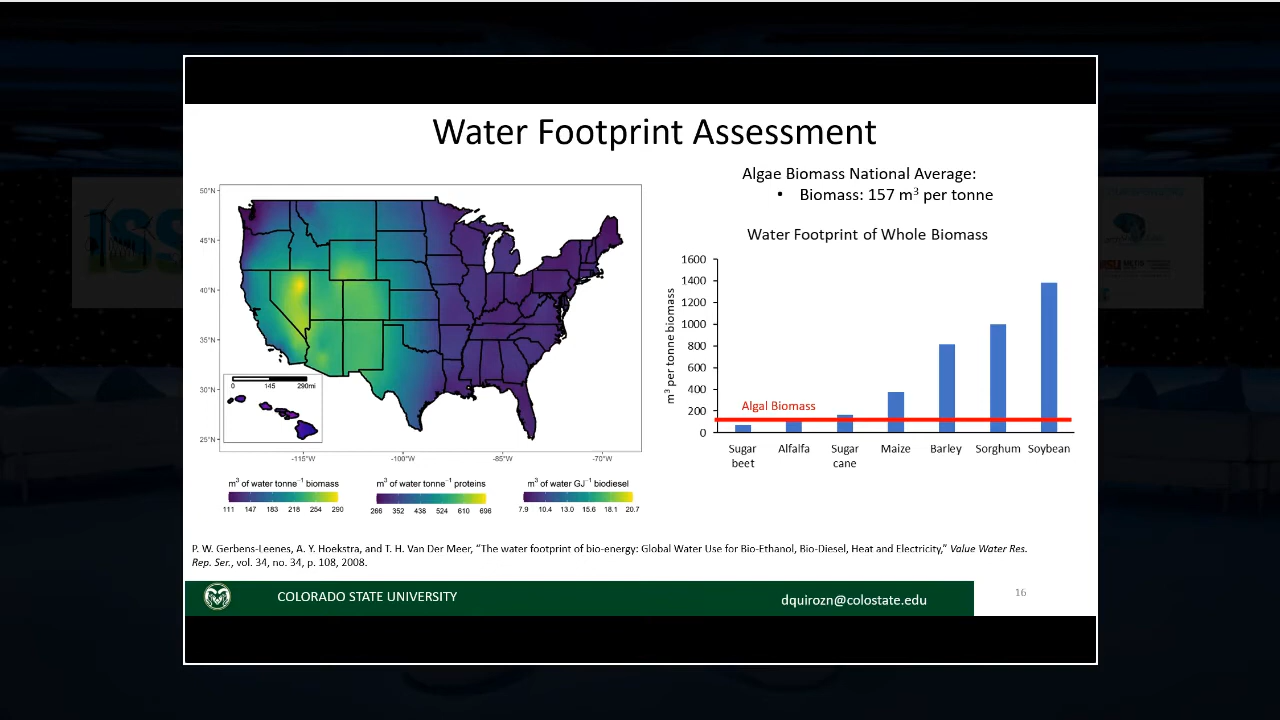 Water Footprint Assessment
Algae Biomass National Average:
• Biomass: 157 m³ per tonne
50°N
45°N
40°N
35°N
30°N
25°N
0 145 290mi
-115°W -100°W -85°W -70°W
m³ of water tonne⁻¹ biomass
111 147 183 218 254 290
m³ of water tonne⁻¹ proteins
266 352 438 524 610 696
m³ of water GJ⁻¹ biodiesel
7.9 10.4 13.0 15.6 18.1 20.7
Water Footprint of Whole Biomass
m³ per tonne biomass
1600
1400
1200
1000
800
600
400
200
0
Algal Biomass
Sugar beet
Alfalfa
Sugar cane
Maize
Barley
Sorghum
Soybean
P. W. Gerbens-Leenes, A. Y. Hoekstra, and T. H. Van Der Meer, “The water footprint of bio-energy: Global Water Use for Bio-Ethanol, Bio-Diesel, Heat and Electricity,” Value Water Res.
Rep. Ser., vol. 34, no. 34, p. 108, 2008.
COLORADO STATE UNIVERSITY
dquirozn@colostate.edu
16